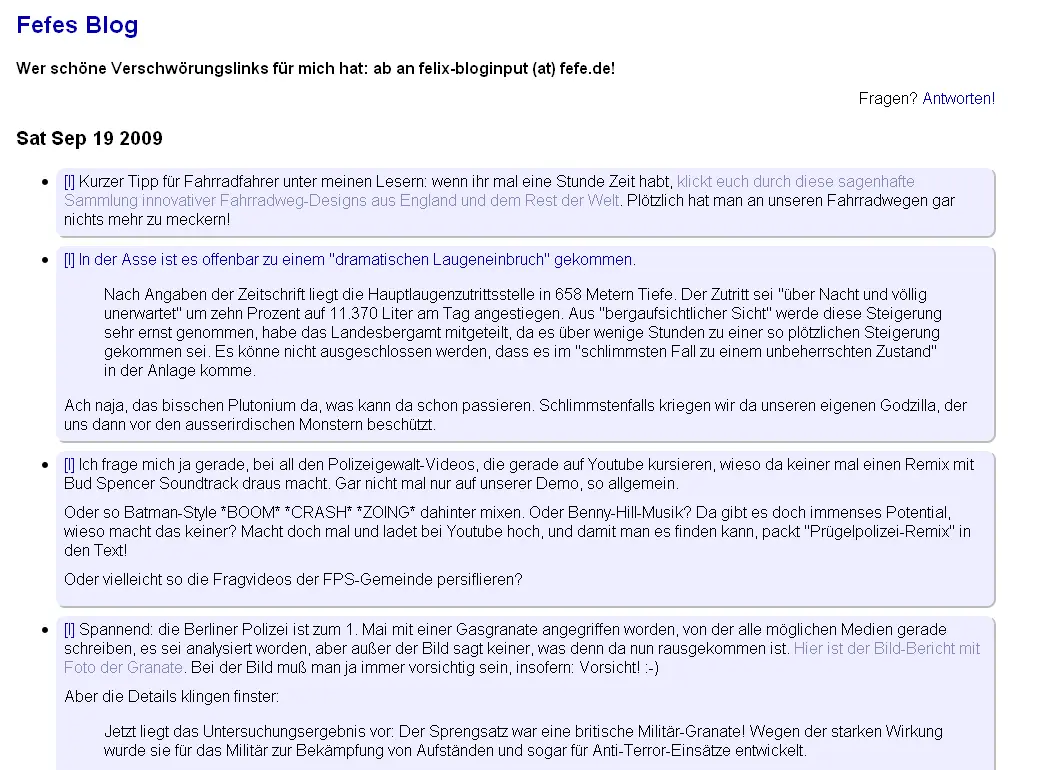 Fefes Blog
Wer schöne Verschwörungslinks für mich hat: ab an felix-bloginput (at) fefe.de!
Fragen? Antworten!
Sat Sep 19 2009
[l] Kurzer Tipp für Fahrradfahrer unter meinen Lesern: wenn ihr mal eine Stunde Zeit habt, klickt euch durch diese sagenhafte
Sammlung innovativer Fahrradweg-Designs aus England und dem Rest der Welt. Plötzlich hat man an unseren Fahrradwegen gar
nichts mehr zu meckern!
[l] In der Asse ist es offenbar zu einem "dramatischen Laugeneinbruch" gekommen.
Nach Angaben der Zeitschrift liegt die Hauptlaugenzutrittsstelle in 658 Metern Tiefe. Der Zutritt sei "über Nacht und völlig
unerwartet" um zehn Prozent auf 11.370 Liter am Tag angestiegen. Aus "bergaufsichtlicher Sicht" werde diese Steigerung
sehr ernst genommen, habe das Landesbergamt mitgeteilt, da es über wenige Stunden zu einer so plötzlichen Steigerung
gekommen sei. Es könne nicht ausgeschlossen werden, dass es im "schlimmsten Fall zu einem unbeherrschten Zustand"
in der Anlage komme.
Ach naja, das bisschen Plutonium da, was kann da schon passieren. Schlimmstenfalls kriegen wir da unseren eigenen Godzilla, der
uns dann vor den ausserirdischen Monstern beschützt.
[l] Ich frage mich ja gerade, bei all den Polizeigewalt-Videos, die gerade auf Youtube kursieren, wieso da keiner mal einen Remix mit
Bud Spencer Soundtrack draus macht. Gar nicht mal nur auf unserer Demo, so allgemein.
Oder so Batman-Style *BOOM* *CRASH* *ZOING* dahinter mixen. Oder Benny-Hill-Musik? Da gibt es doch immenses Potential,
wieso macht das keiner? Macht doch mal und ladet bei Youtube hoch, und damit man es finden kann, packt "Prügelpolizei-Remix" in
den Text!
Oder vielleicht so die Fragvideos der FPS-Gemeinde persiflieren?
[l] Spannend: die Berliner Polizei ist zum 1. Mai mit einer Gasgranate angegriffen worden, von der alle möglichen Medien gerade
schreiben, es sei analysiert worden, aber außer der Bild sagt keiner, was denn da nun rausgekommen ist. Hier ist der Bild-Bericht mit
Foto der Granate. Bei der Bild muß man ja immer vorsichtig sein, insofern: Vorsicht! :-)
Aber die Details klingen finster:
Jetzt liegt das Untersuchungsergebnis vor: Der Sprengsatz war eine britische Militär-Granate! Wegen der starken Wirkung
wurde sie für das Militär zur Bekämpfung von Aufständen und sogar für Anti-Terror-Einsätze entwickelt.